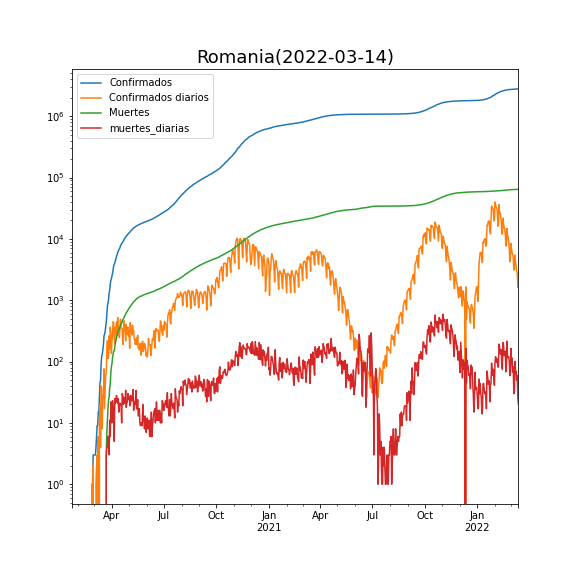 Romania(2022-03-14)
Confirmados
Confirmados diarios
Muertes
muertes_diarias
10⁶
10⁵
10⁴
10³
10²
10¹
10⁰
Apr Jul Oct Jan Apr Jul Oct Jan
2021 2022